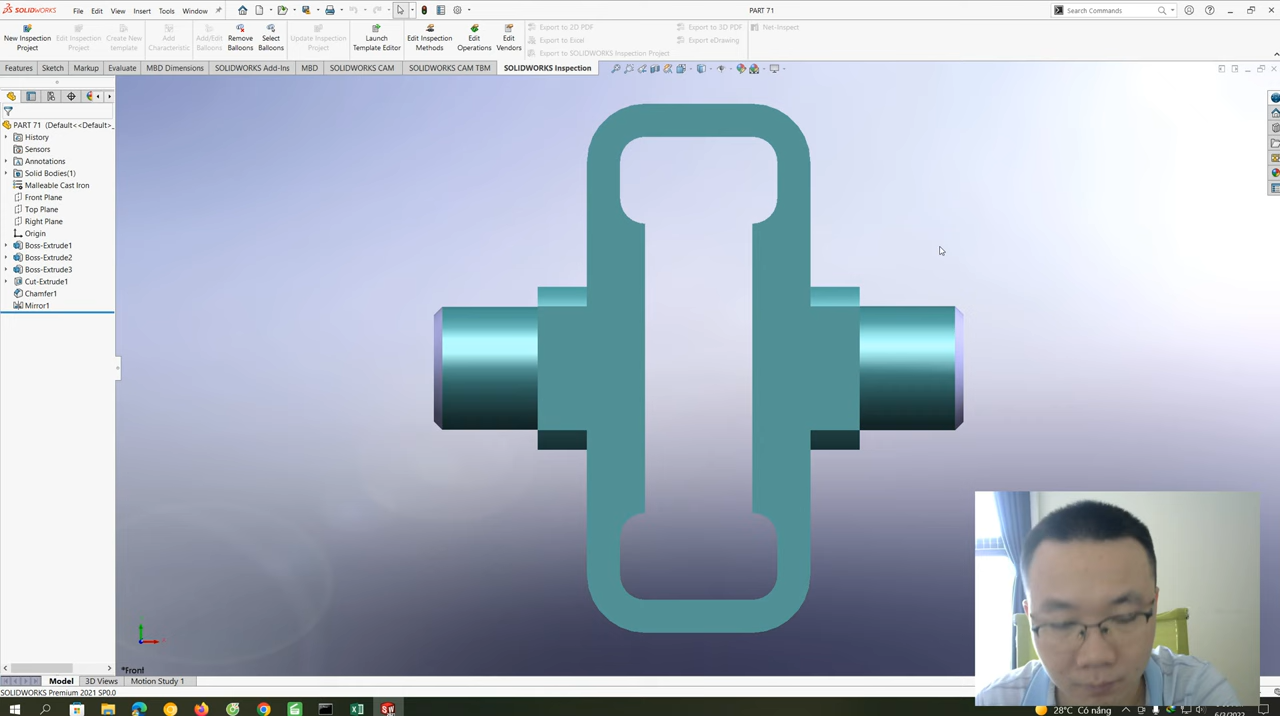 SOLIDWORKS File Edit View Insert Tools Window PART 71 Search Commands
New Inspection Project
Edit Inspection Project
Create New template
Add Characteristic
Add/Edit Balloons
Remove Balloons
Select Balloons
Update Inspection Project
Launch Template Editor
Edit Inspection Methods
Edit Operations
Edit Vendors
Export to 2D PDF
Export to Excel
Export to SOLIDWORKS Inspection Project
Export to 3D PDF
Export eDrawing
Net-Inspect
Features Sketch Markup Evaluate MBD Dimensions SOLIDWORKS Add-Ins MBD SOLIDWORKS CAM SOLIDWORKS CAM TBM SOLIDWORKS Inspection
PART 71 (Default<<Default>_
History
Sensors
Annotations
Solid Bodies(1)
Malleable Cast Iron
Front Plane
Top Plane
Right Plane
Origin
Boss-Extrude1
Boss-Extrude2
Boss-Extrude3
Cut-Extrude1
Chamfer1
Mirror1
*Front
Model 3D Views Motion Study 1
SOLIDWORKS Premium 2021 SP0.0
28°C Có nắng